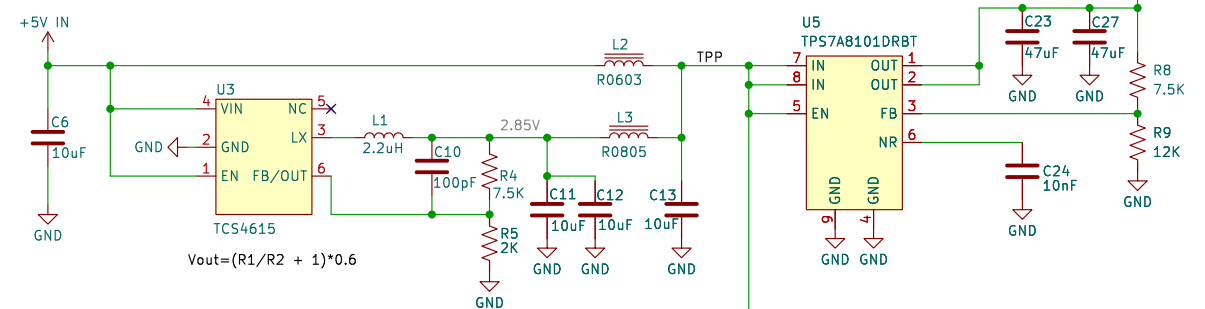 +5V IN
C6
10uF
GND
U3
4
VIN
NC
5
GND
2
GND
LX
3
1
EN
FB/OUT
6
TCS4615
Vout=(R1/R2 + 1)*0.6
L1
2.2uH
C10
100pF
2.85V
R4
7.5K
R5
2K
GND
C11
10uF
GND
C12
10uF
GND
L2
R0603
L3
R0805
C13
10uF
GND
TPP
U5
TPS7A8101DRBT
7
IN
OUT
1
8
IN
OUT
2
5
EN
FB
3
NR
6
GND
GND
9
4
GND
GND
C23
47uF
GND
C27
47uF
GND
R8
7.5K
R9
12K
GND
C24
10nF
GND